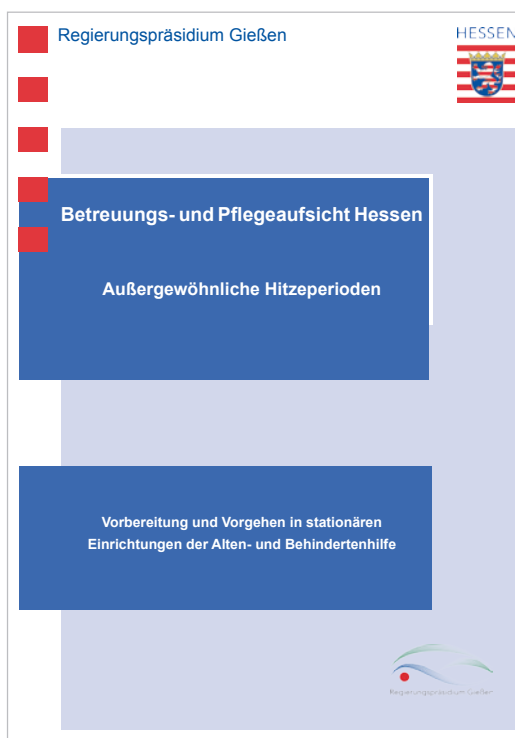 Regierungspräsidium Gießen
HESSEN
Betreuungs- und Pflegeaufsicht Hessen
Außergewöhnliche Hitzeperioden
Vorbereitung und Vorgehen in stationären
Einrichtungen der Alten- und Behindertenhilfe
Regierungspräsidium Gießen